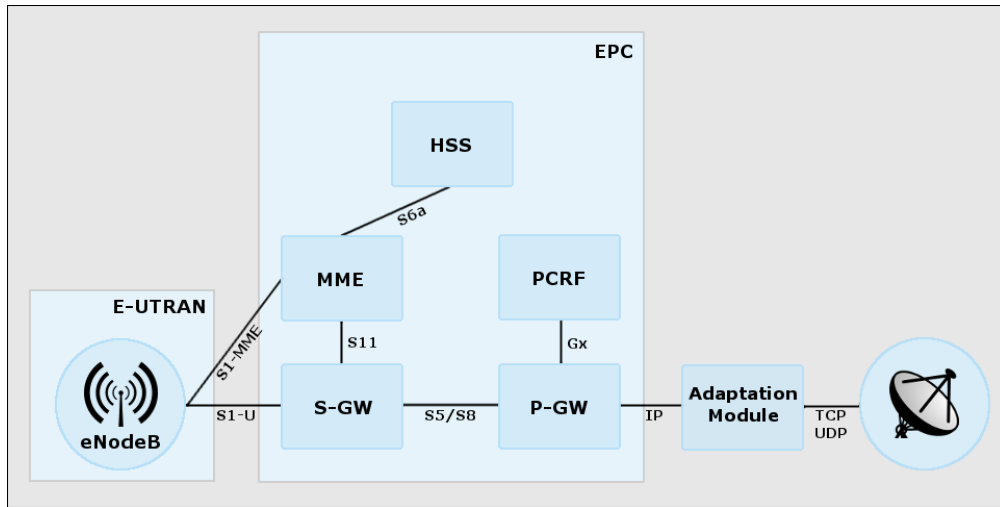 EPC
HSS
S6a
MME
PCRF
E-UTRAN
S1-MME
S11
Gx
eNodeB
S1-U
S-GW
S5/S8
P-GW
IP
Adaptation
Module
TCP
UDP